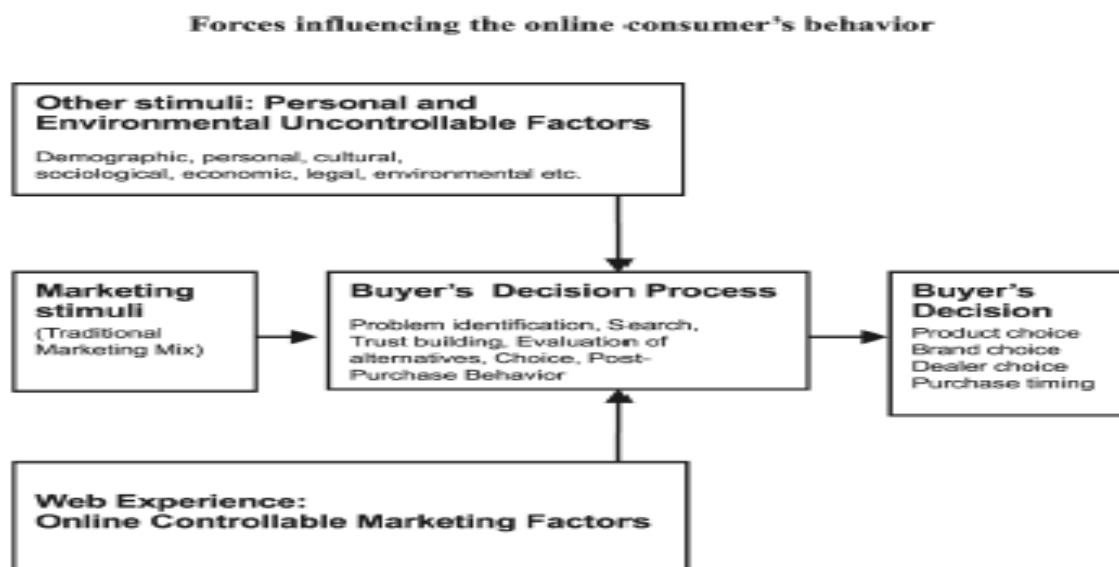 Forces influencing the online consumer's behavior
Other stimuli: Personal and
Environmental Uncontrollable Factors
Demographic, personal, cultural,
sociological, economic, legal, environmental etc.
Marketing
stimuli
(Traditional
Marketing Mix)
Buyer's Decision Process
Problem identification, Search,
Trust building, Evaluation of
alternatives, Choice, Post-
Purchase Behavior
Buyer's
Decision
Product choice
Brand choice
Dealer choice
Purchase timing
Web Experience:
Online Controllable Marketing Factors